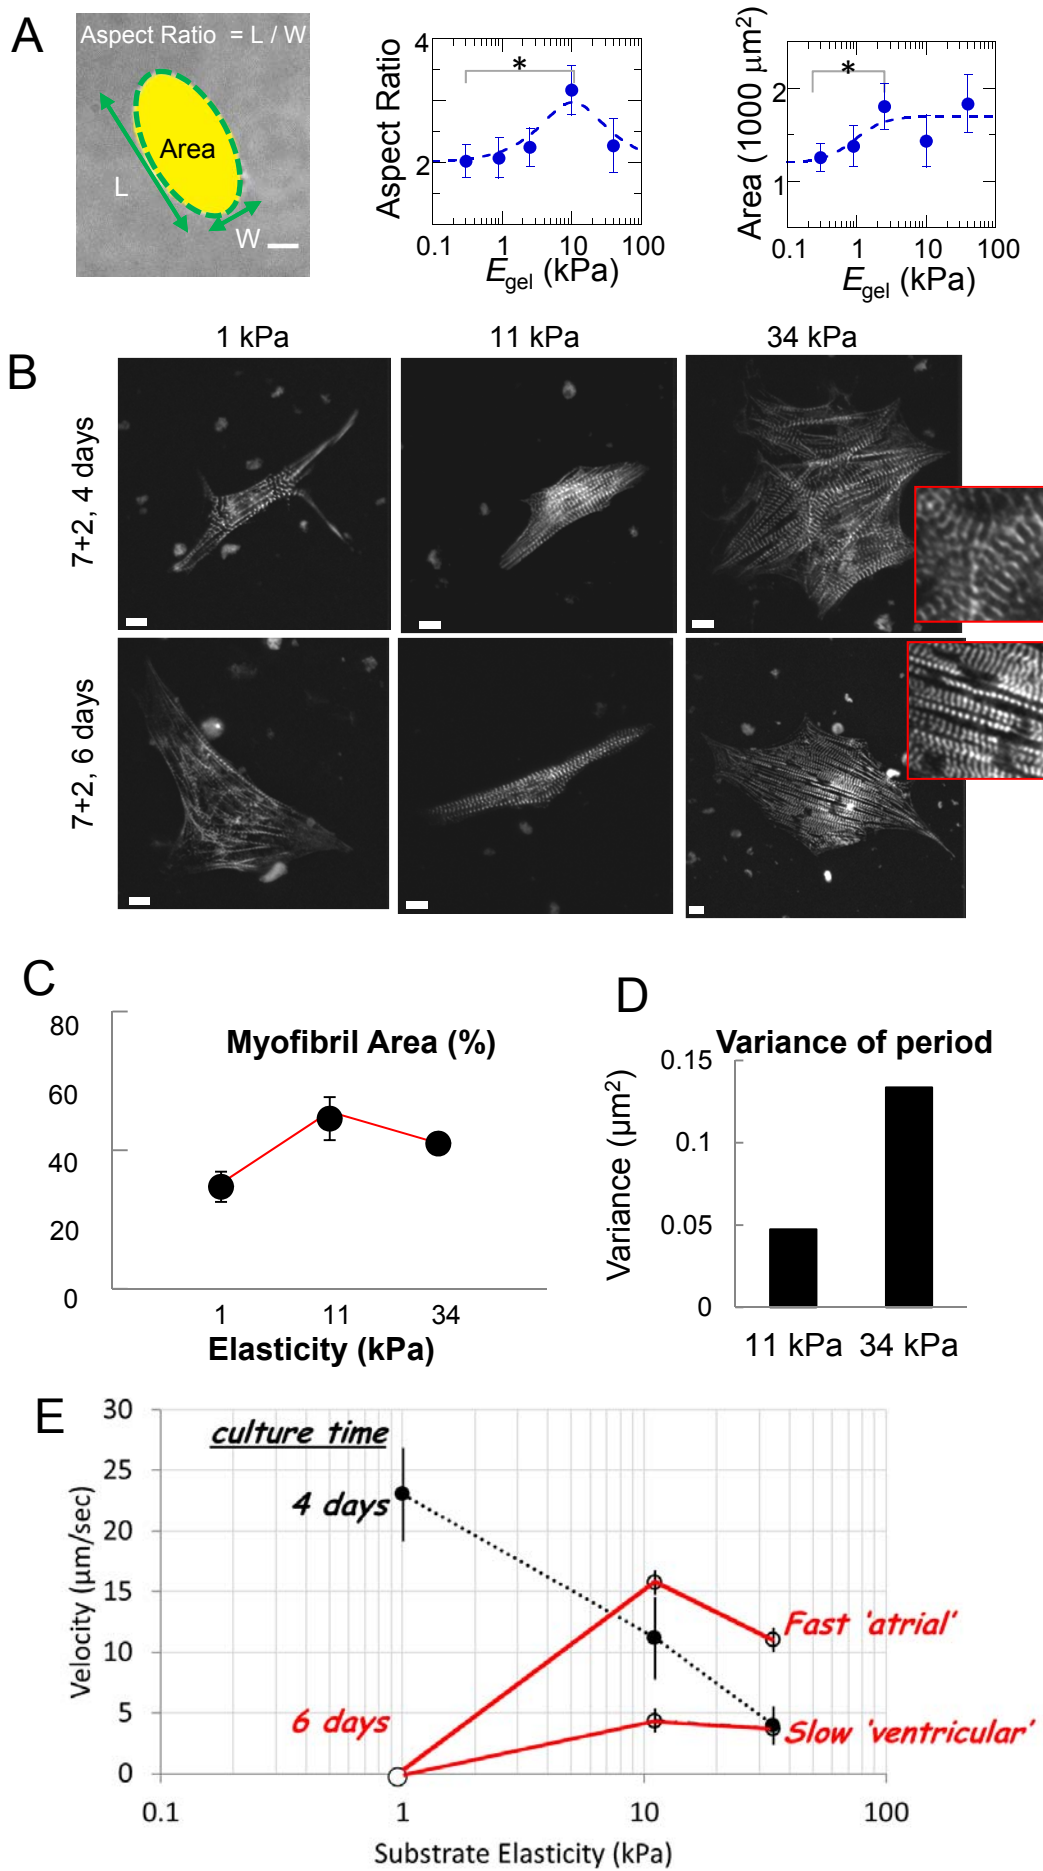 A
Aspect Ratio = L / W
Area
L
W
Aspect Ratio
4
2
*
0.1 1 10 100
E gel (kPa)
Area (1000 μm²)
2
1
*
0.1 1 10 100
E gel (kPa)
B
1 kPa 11 kPa 34 kPa
7+2, 4 days
7+2, 6 days
C
Myofibril Area (%)
80
60
40
20
0
1 11 34
Elasticity (kPa)
D
Variance of period
Variance (μm²)
0.15
0.1
0.05
0
11 kPa 34 kPa
E
Velocity (μm/sec)
30
25
20
15
10
5
0
culture time
4 days
6 days
Fast 'atrial'
Slow 'ventricular'
0.1 1 10 100
Substrate Elasticity (kPa)